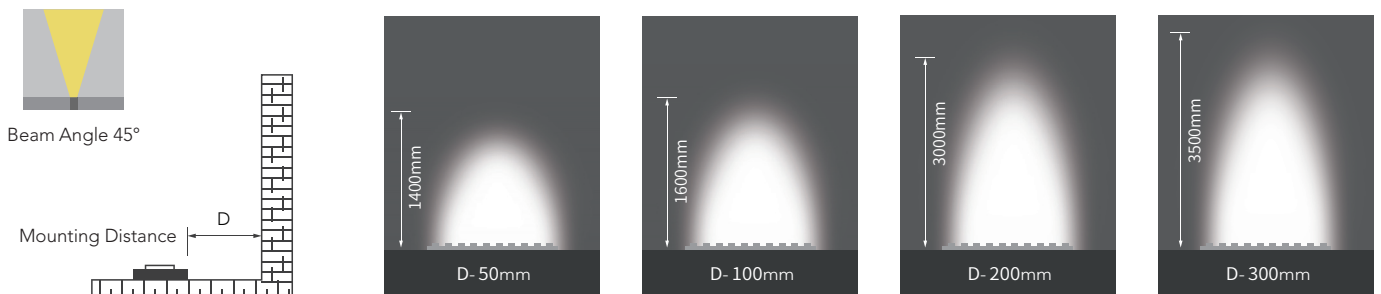 Beam Angle 45°
Mounting Distance
D
1400mm
D-50mm
1600mm
D-100mm
3000mm
D-200mm
3500mm
D-300mm